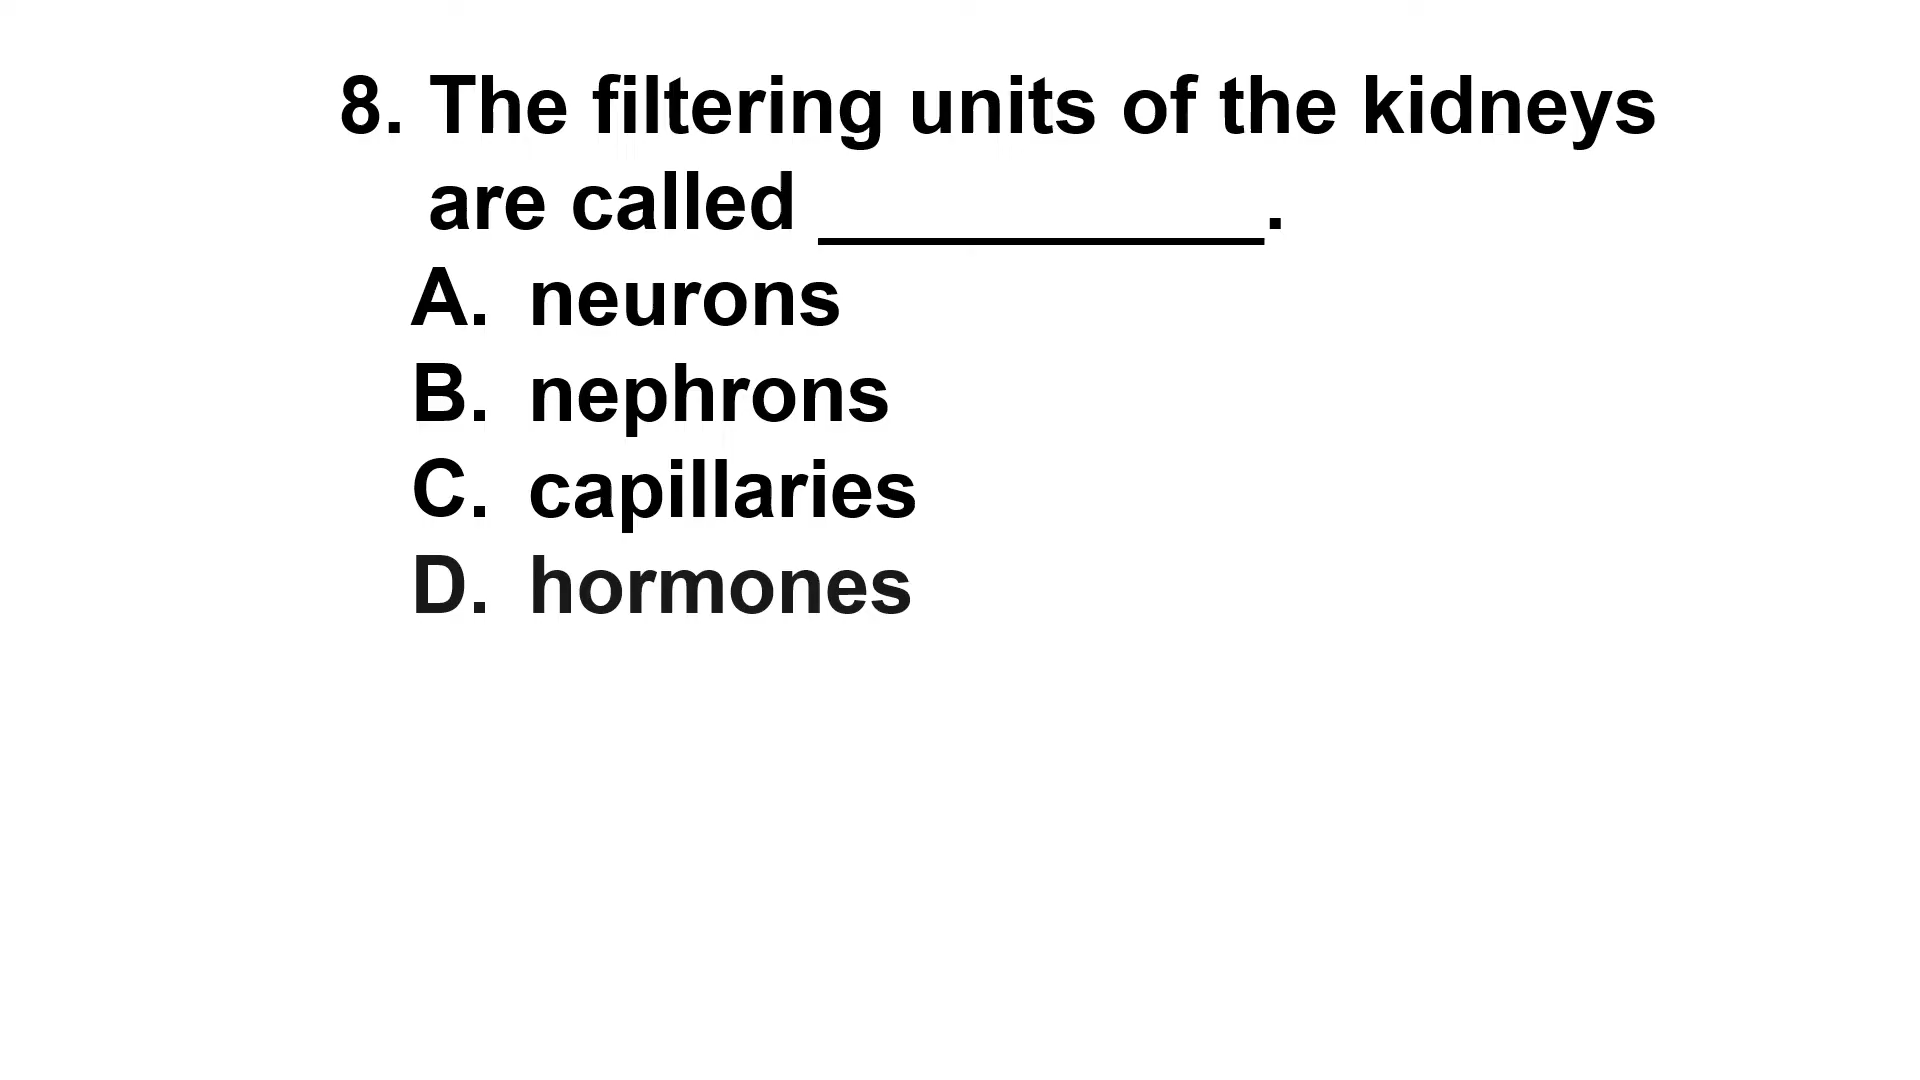 8. The filtering units of the kidneys
are called ___________.
A. neurons
B. nephrons
C. capillaries
D. hormones